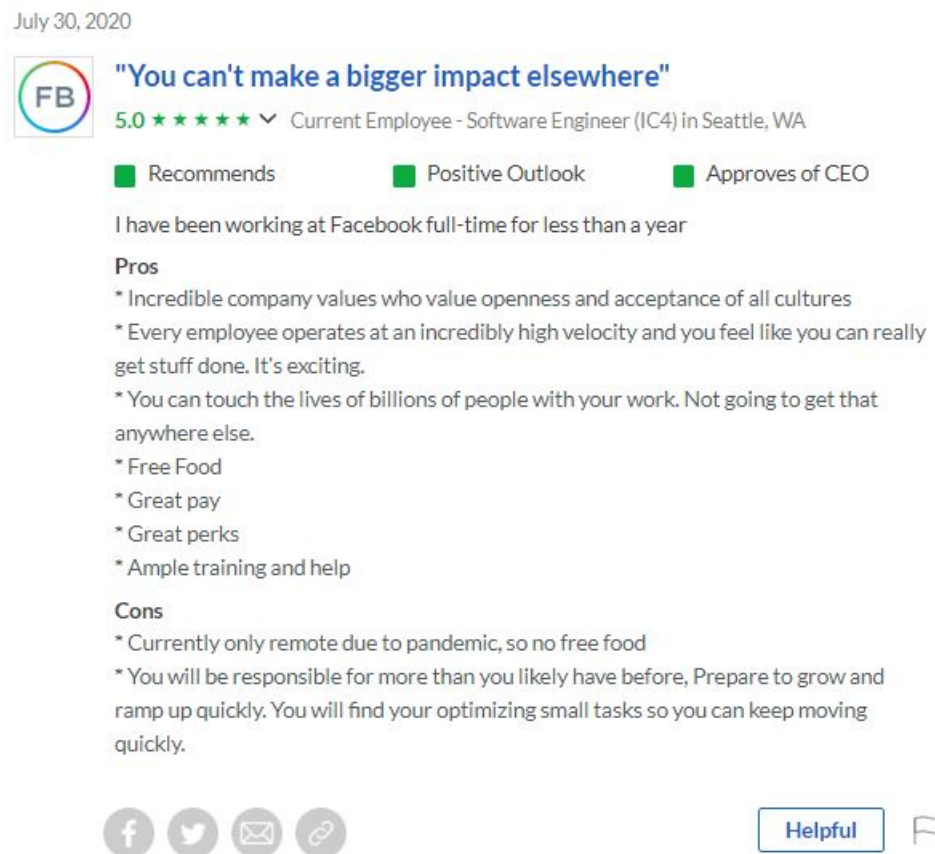 July 30, 2020
FB
"You can't make a bigger impact elsewhere"
5.0 ★★★★★ Current Employee - Software Engineer (IC4) in Seattle, WA
Recommends Positive Outlook Approves of CEO
I have been working at Facebook full-time for less than a year
Pros
* Incredible company values who value openness and acceptance of all cultures
* Every employee operates at an incredibly high velocity and you feel like you can really
get stuff done. It's exciting.
* You can touch the lives of billions of people with your work. Not going to get that
anywhere else.
* Free Food
* Great pay
* Great perks
* Ample training and help
Cons
* Currently only remote due to pandemic, so no free food
* You will be responsible for more than you likely have before, Prepare to grow and
ramp up quickly. You will find your optimizing small tasks so you can keep moving
quickly.
Helpful